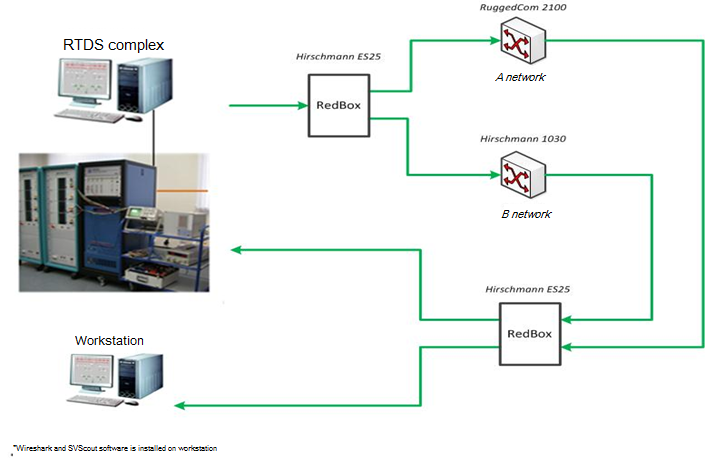 RuggedCom 2100
RTDS complex
Hirschmann ES25
A network
RedBox
Hirschmann 1030
B network
Hirschmann ES25
RedBox
Workstation
*Wireshark and SVScout software is installed on workstation